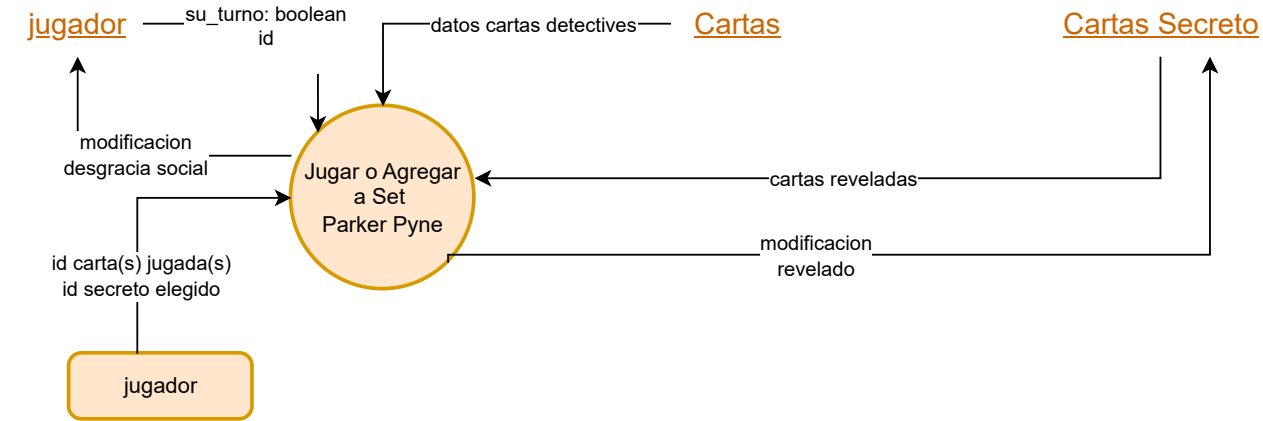 jugador
su_turno: boolean
id
datos cartas detectives
Cartas
Cartas Secreto
modificacion
desgracia social
Jugar o Agregar
a Set
Parker Pyne
cartas reveladas
modificacion
revelado
id carta(s) jugada(s)
id secreto elegido
jugador